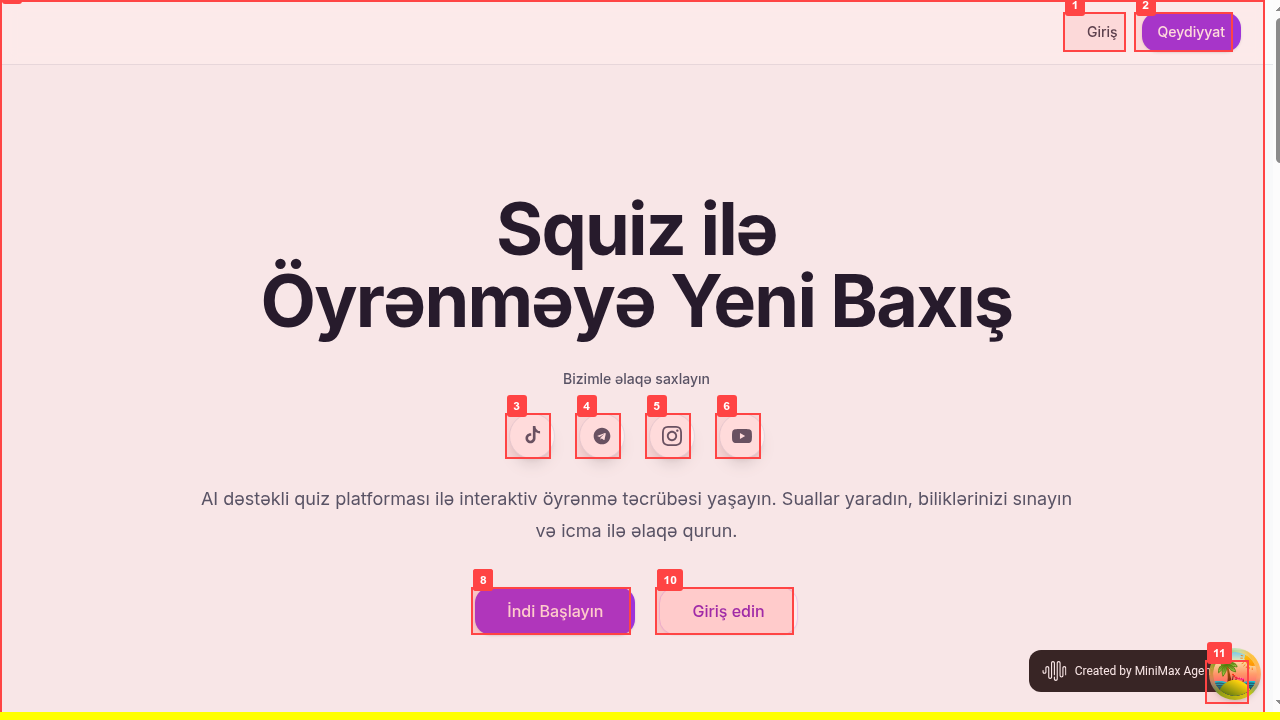 1
Giriş
2
Qeydiyyat
Squiz ilə
Öyrənməyə Yeni Baxış
Bizimle əlaqə saxlayın
3
4
5
6
AI dəstəkli quiz platforması ilə interaktiv öyrənmə təcrübəsi yaşayın. Suallar yaradın, biliklərinizi sınayın
və icma ilə əlaqə qurun.
8
İndi Başlayın
10
Giriş edin
11
Created by MiniMax